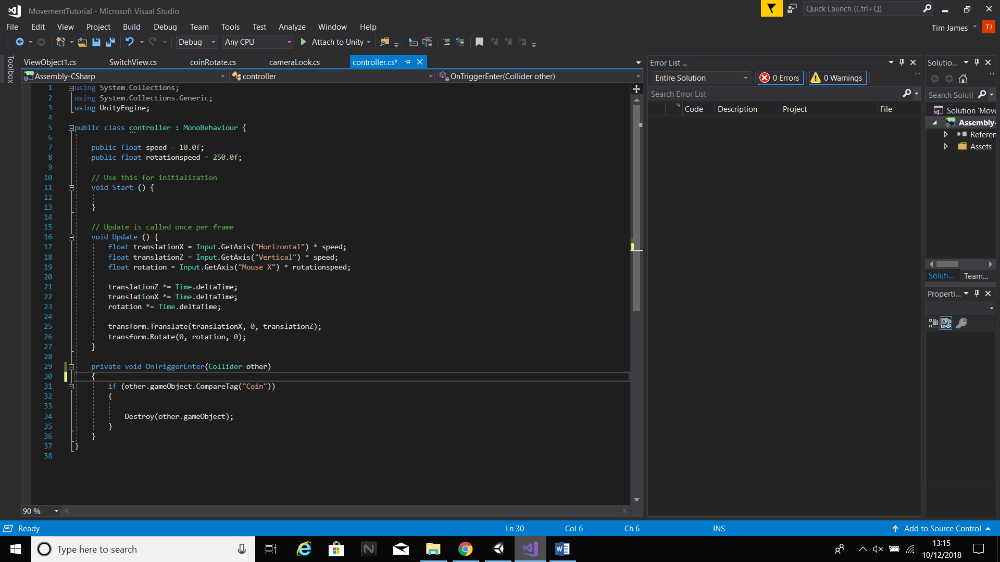 MovementTutorial - Microsoft Visual Studio
Quick Launch (Ctrl+Q)
File Edit View Project Build Debug Team Tools Test Analyze Window Help
Tim James TJ
Debug Any CPU Attach to Unity
Toolbox
ViewObject1.cs SwitchView.cs coinRotate.cs cameraLook.cs controller.cs*
Assembly-CSharp controller OnTriggerEnter(Collider other)
1 using System.Collections;
2 using System.Collections.Generic;
3 using UnityEngine;
4
5 public class controller : MonoBehaviour {
6
7 public float speed = 10.0f;
8 public float rotationspeed = 250.0f;
9
10 // Use this for initialization
11 void Start () {
12
13 }
14
15 // Update is called once per frame
16 void Update () {
17 float translationX = Input.GetAxis("Horizontal") * speed;
18 float translationZ = Input.GetAxis("Vertical") * speed;
19 float rotation = Input.GetAxis("Mouse X") * rotationspeed;
20
21 translationZ *= Time.deltaTime;
22 translationX *= Time.deltaTime;
23 rotation *= Time.deltaTime;
24
25 transform.Translate(translationX, 0, translationZ);
26 transform.Rotate(0, rotation, 0);
27 }
28
29 private void OnTriggerEnter(Collider other)
30 {
31 if (other.gameObject.CompareTag("Coin"))
32 {
33
34 Destroy(other.gameObject);
35 }
36 }
37 }
38
90 %
Error List ...
Entire Solution 0 Errors 0 Warnings
Search Error List
Code Description Project File
Solutio...
Search Soluti
Solution 'Move
Assembly-
Referen
Assets
Soluti... Team...
Properti...
Ready Ln 30 Col 6 Ch 6 INS Add to Source Control
Type here to search
13:15
10/12/2018